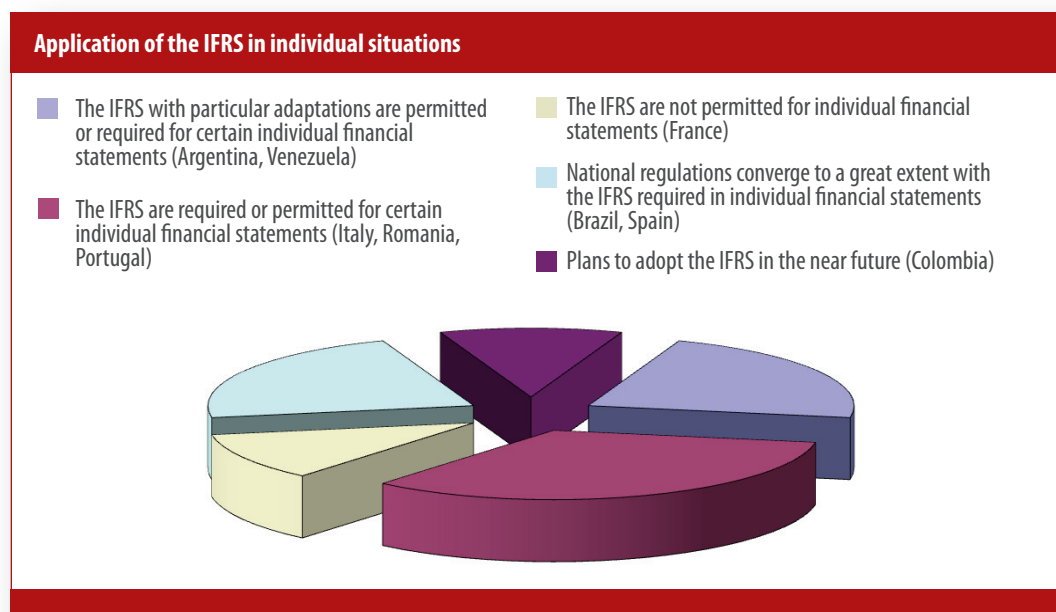 Application of the IFRS in individual situations
The IFRS with particular adaptations are permitted
or required for certain individual financial
statements (Argentina, Venezuela)
The IFRS are required or permitted for certain
individual financial statements (Italy, Romania,
Portugal)
The IFRS are not permitted for individual financial
statements (France)
National regulations converge to a great extent with
the IFRS required in individual financial statements
(Brazil, Spain)
Plans to adopt the IFRS in the near future (Colombia)